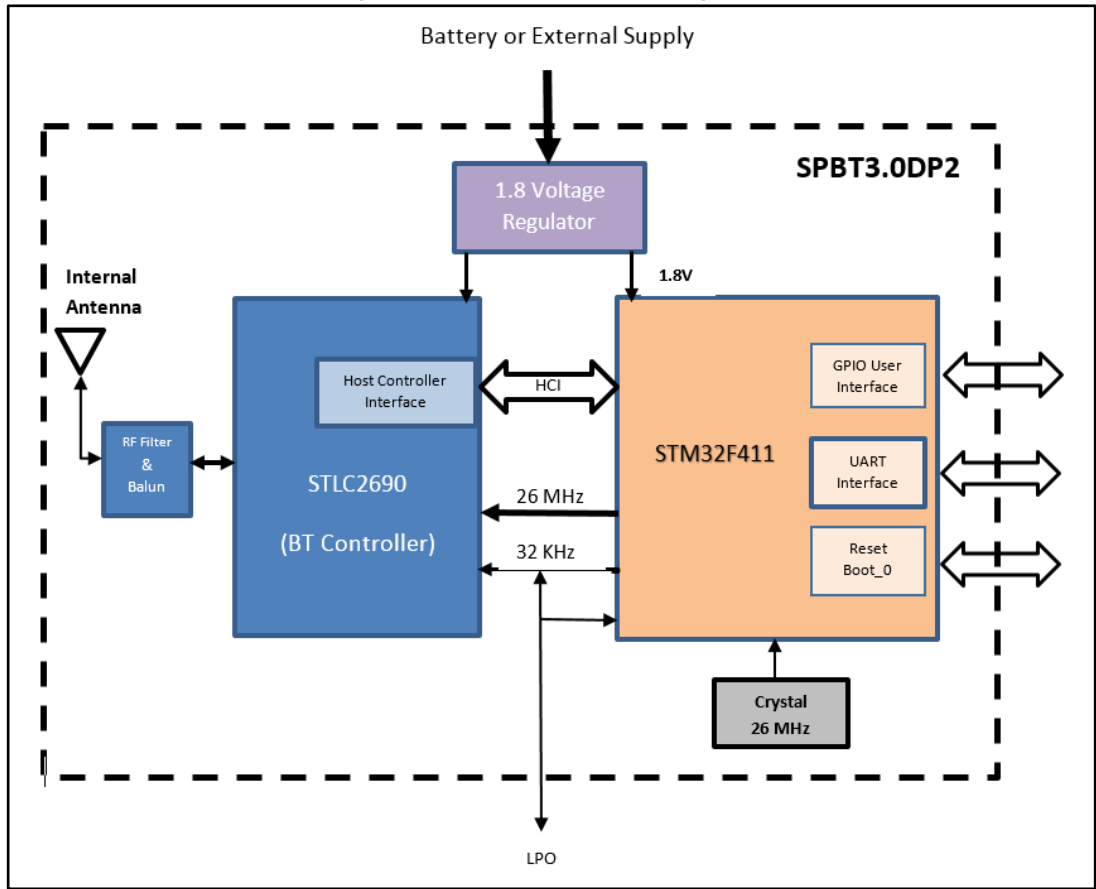 Battery or External Supply
SPBT3.0DP2
1.8 Voltage
Regulator
1.8V
Internal
Antenna
Host Controller
Interface
HCI
GPIO User
Interface
RF Filter
&
Balun
STLC2690
(BT Controller)
STM32F411
UART
Interface
26 MHz
32 KHz
Reset
Boot_0
Crystal
26 MHz
LPO